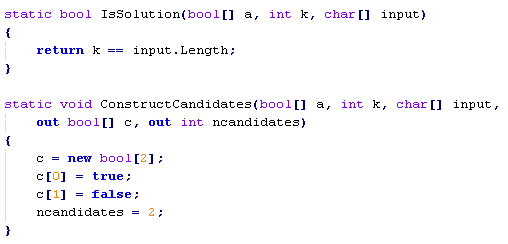 static bool IsSolution(bool[] a, int k, char[] input)
{
    return k == input.Length;
}

static void ConstructCandidates(bool[] a, int k, char[] input,
    out bool[] c, out int ncandidates)
{
    c = new bool[2];
    c[0] = true;
    c[1] = false;
    ncandidates = 2;
}